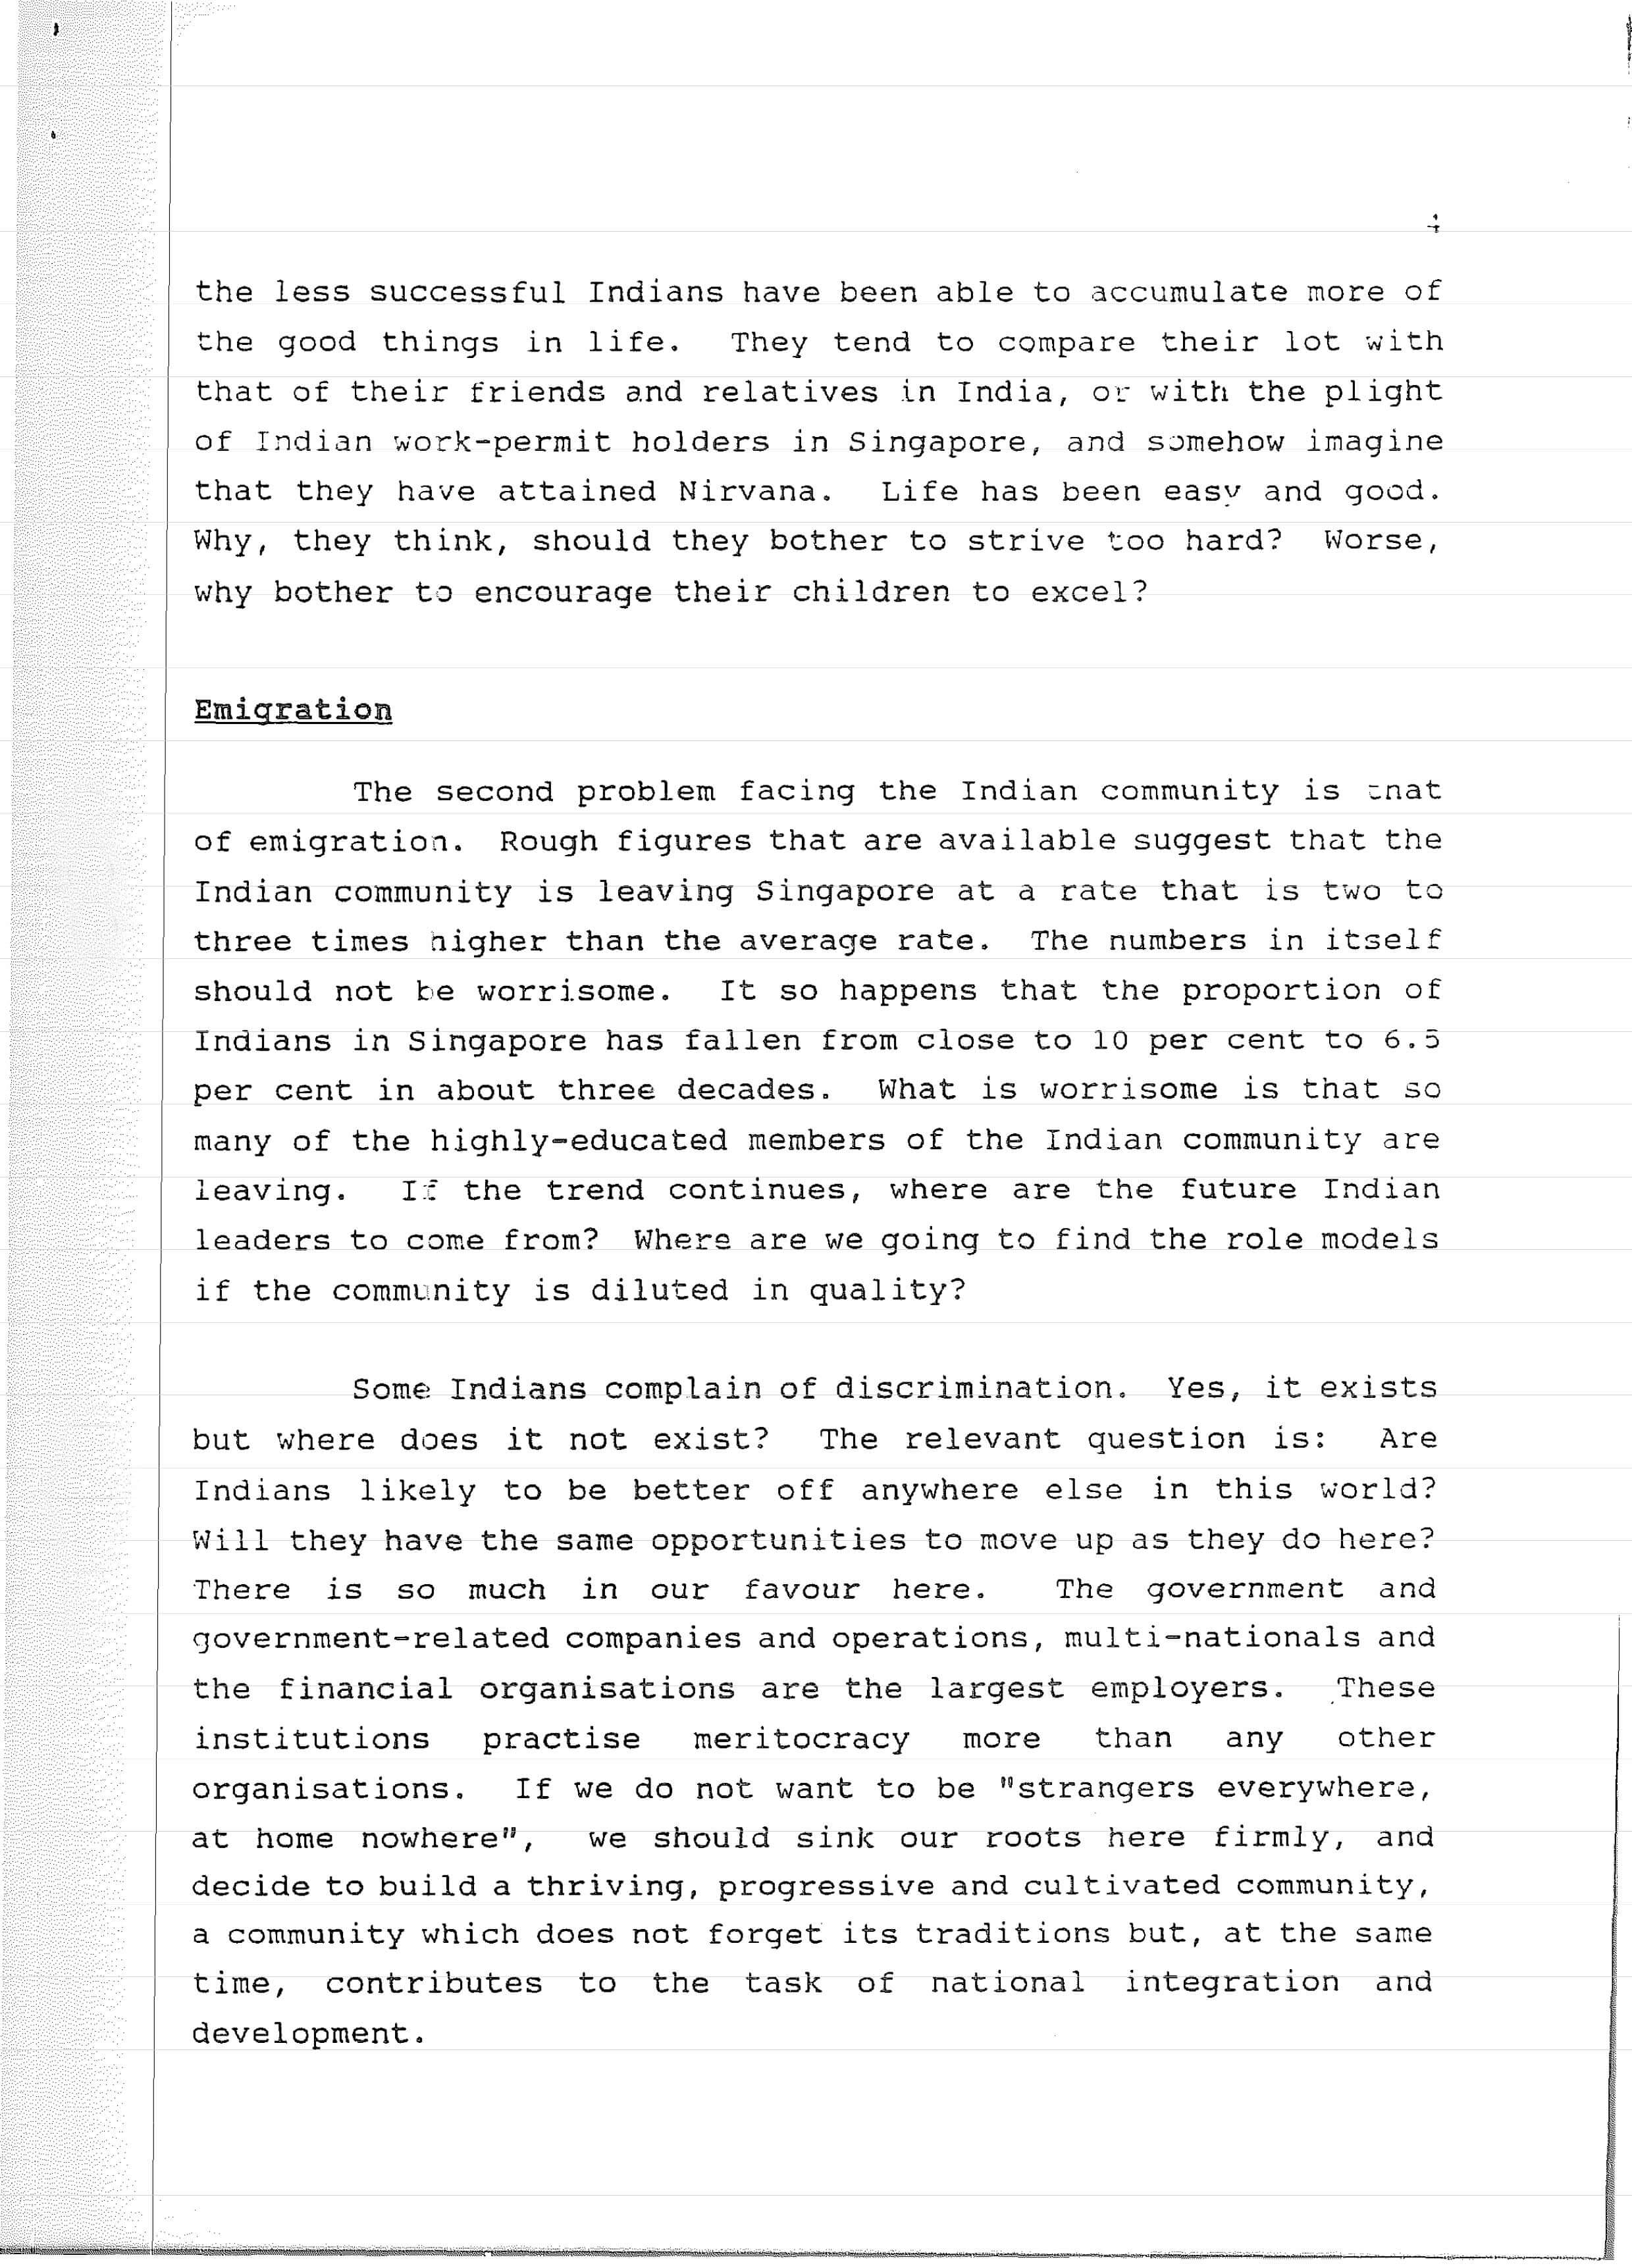 the less successful Indians have been able to accumulate more of
the good things in life. They tend to compare their lot with
that of their friends and relatives in India, or with the plight
of Indian work-permit holders in Singapore, and somehow imagine
that they have attained Nirvana. Life has been easy and good.
Why, they think, should they bother to strive too hard? Worse,
why bother to encourage their children to excel?
Emigration
The second problem facing the Indian community is that
of emigration. Rough figures that are available suggest that the
Indian community is leaving Singapore at a rate that is two to
three times higher than the average rate. The numbers in itself
should not be worrisome. It so happens that the proportion of
Indians in Singapore has fallen from close to 10 per cent to 6.5
per cent in about three decades. What is worrisome is that so
many of the highly-educated members of the Indian community are
leaving. If the trend continues, where are the future Indian
leaders to come from? Where are we going to find the role models
if the community is diluted in quality?
Some Indians complain of discrimination. Yes, it exists
but where does it not exist? The relevant question is: Are
Indians likely to be better off anywhere else in this world?
Will they have the same opportunities to move up as they do here?
There is so much in our favour here. The government and
government-related companies and operations, multi-nationals and
the financial organisations are the largest employers. These
institutions practise meritocracy more than any other
organisations. If we do not want to be "strangers everywhere,
at home nowhere", we should sink our roots here firmly, and
decide to build a thriving, progressive and cultivated community,
a community which does not forget its traditions but, at the same
time, contributes to the task of national integration and
development.